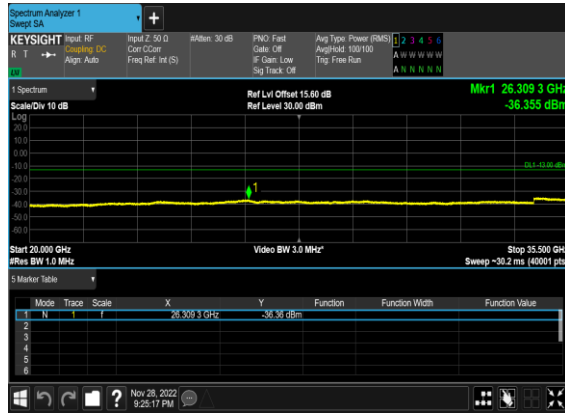 Spectrum Analyzer 1
Swept SA
+
KEYSIGHT Input: RF Input Z: 50 Ω #Atten: 30 dB PNO: Fast Avg Type: Power (RMS) 1 2 3 4 5 6
R T Coupling: DC Corr CCorr Gate: Off Avg|Hold: 100/100 A W W W W W
Align: Auto Freq Ref: Int (S) IF Gain: Low Trig: Free Run
Sig Track: Off A N N N N N
1 Spectrum Ref Lvl Offset 15.60 dB Mkr1 26.309 3 GHz
Scale/Div 10 dB Ref Level 30.00 dBm -36.355 dBm
Log
20.0
10.0
0.00
-10.0 DL1 -13.00 dBm
-20.0
1
-30.0
-40.0
-50.0
-60.0
Start 20.000 GHz Video BW 3.0 MHz* Stop 35.500 GHz
#Res BW 1.0 MHz Sweep ~30.2 ms (40001 pts)
5 Marker Table
Mode Trace Scale X Y Function Function Width Function Value
1 N 1 f 26.309 3 GHz -36.36 dBm
2
3
4
5
6
? Nov 28, 2022
9:25:17 PM